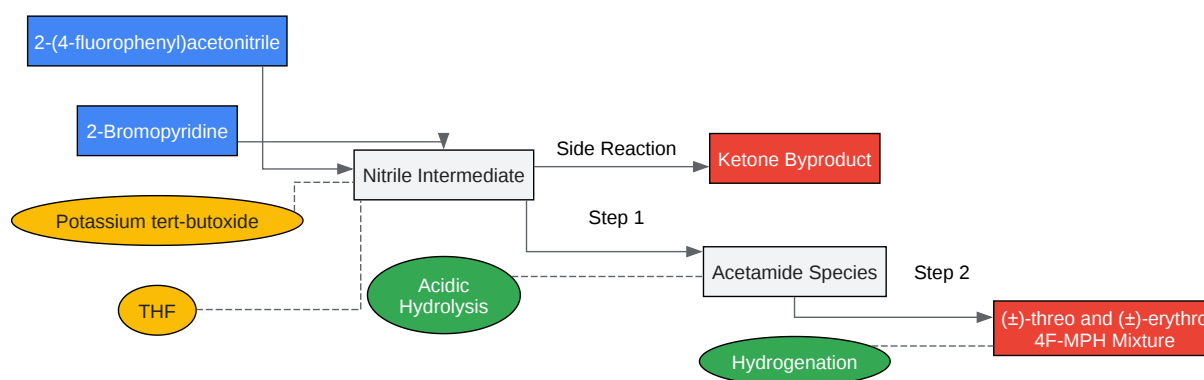 2-(4-fluorophenyl)acetonitrile
2-Bromopyridine
Side Reaction
Ketone Byproduct
Nitrile Intermediate
Potassium tert-butoxide
Step 1
Acetamide Species
Step 2
Acidic
Hydrolysis
THF
(±)-threo and (±)-erythro
4F-MPH Mixture
Hydrogenation